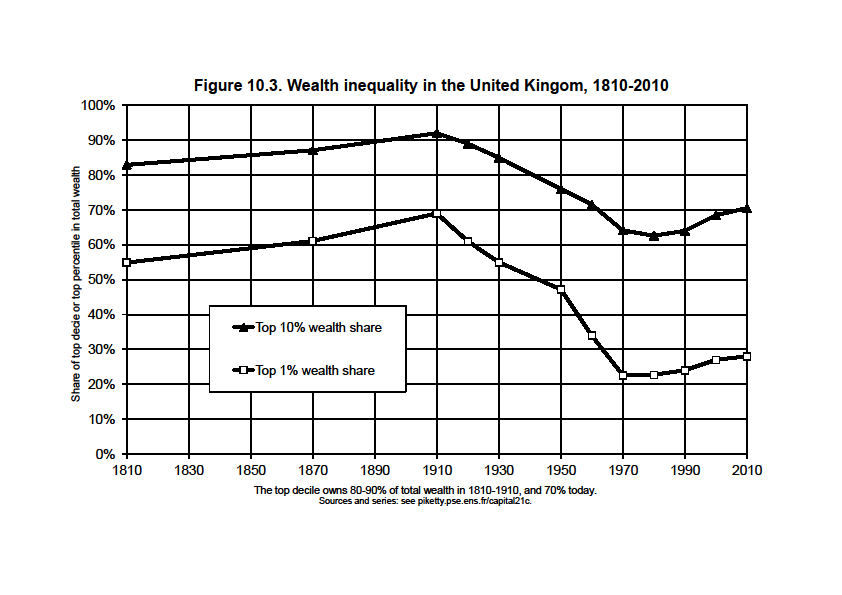 Figure 10.3. Wealth inequality in the United Kingom, 1810-2010
100%
90%
80%
70%
60%
50%
40%
30%
20%
10%
0%
Share of top decie or top percentile in total wealth
Top 10% wealth share
Top 1% wealth share
1810 1830 1850 1870 1890 1910 1930 1950 1970 1990 2010
The top decile owns 80-90% of total wealth in 1810-1910, and 70% today.
Sources and series: see piketty.pse.ens.fr/capital21c.